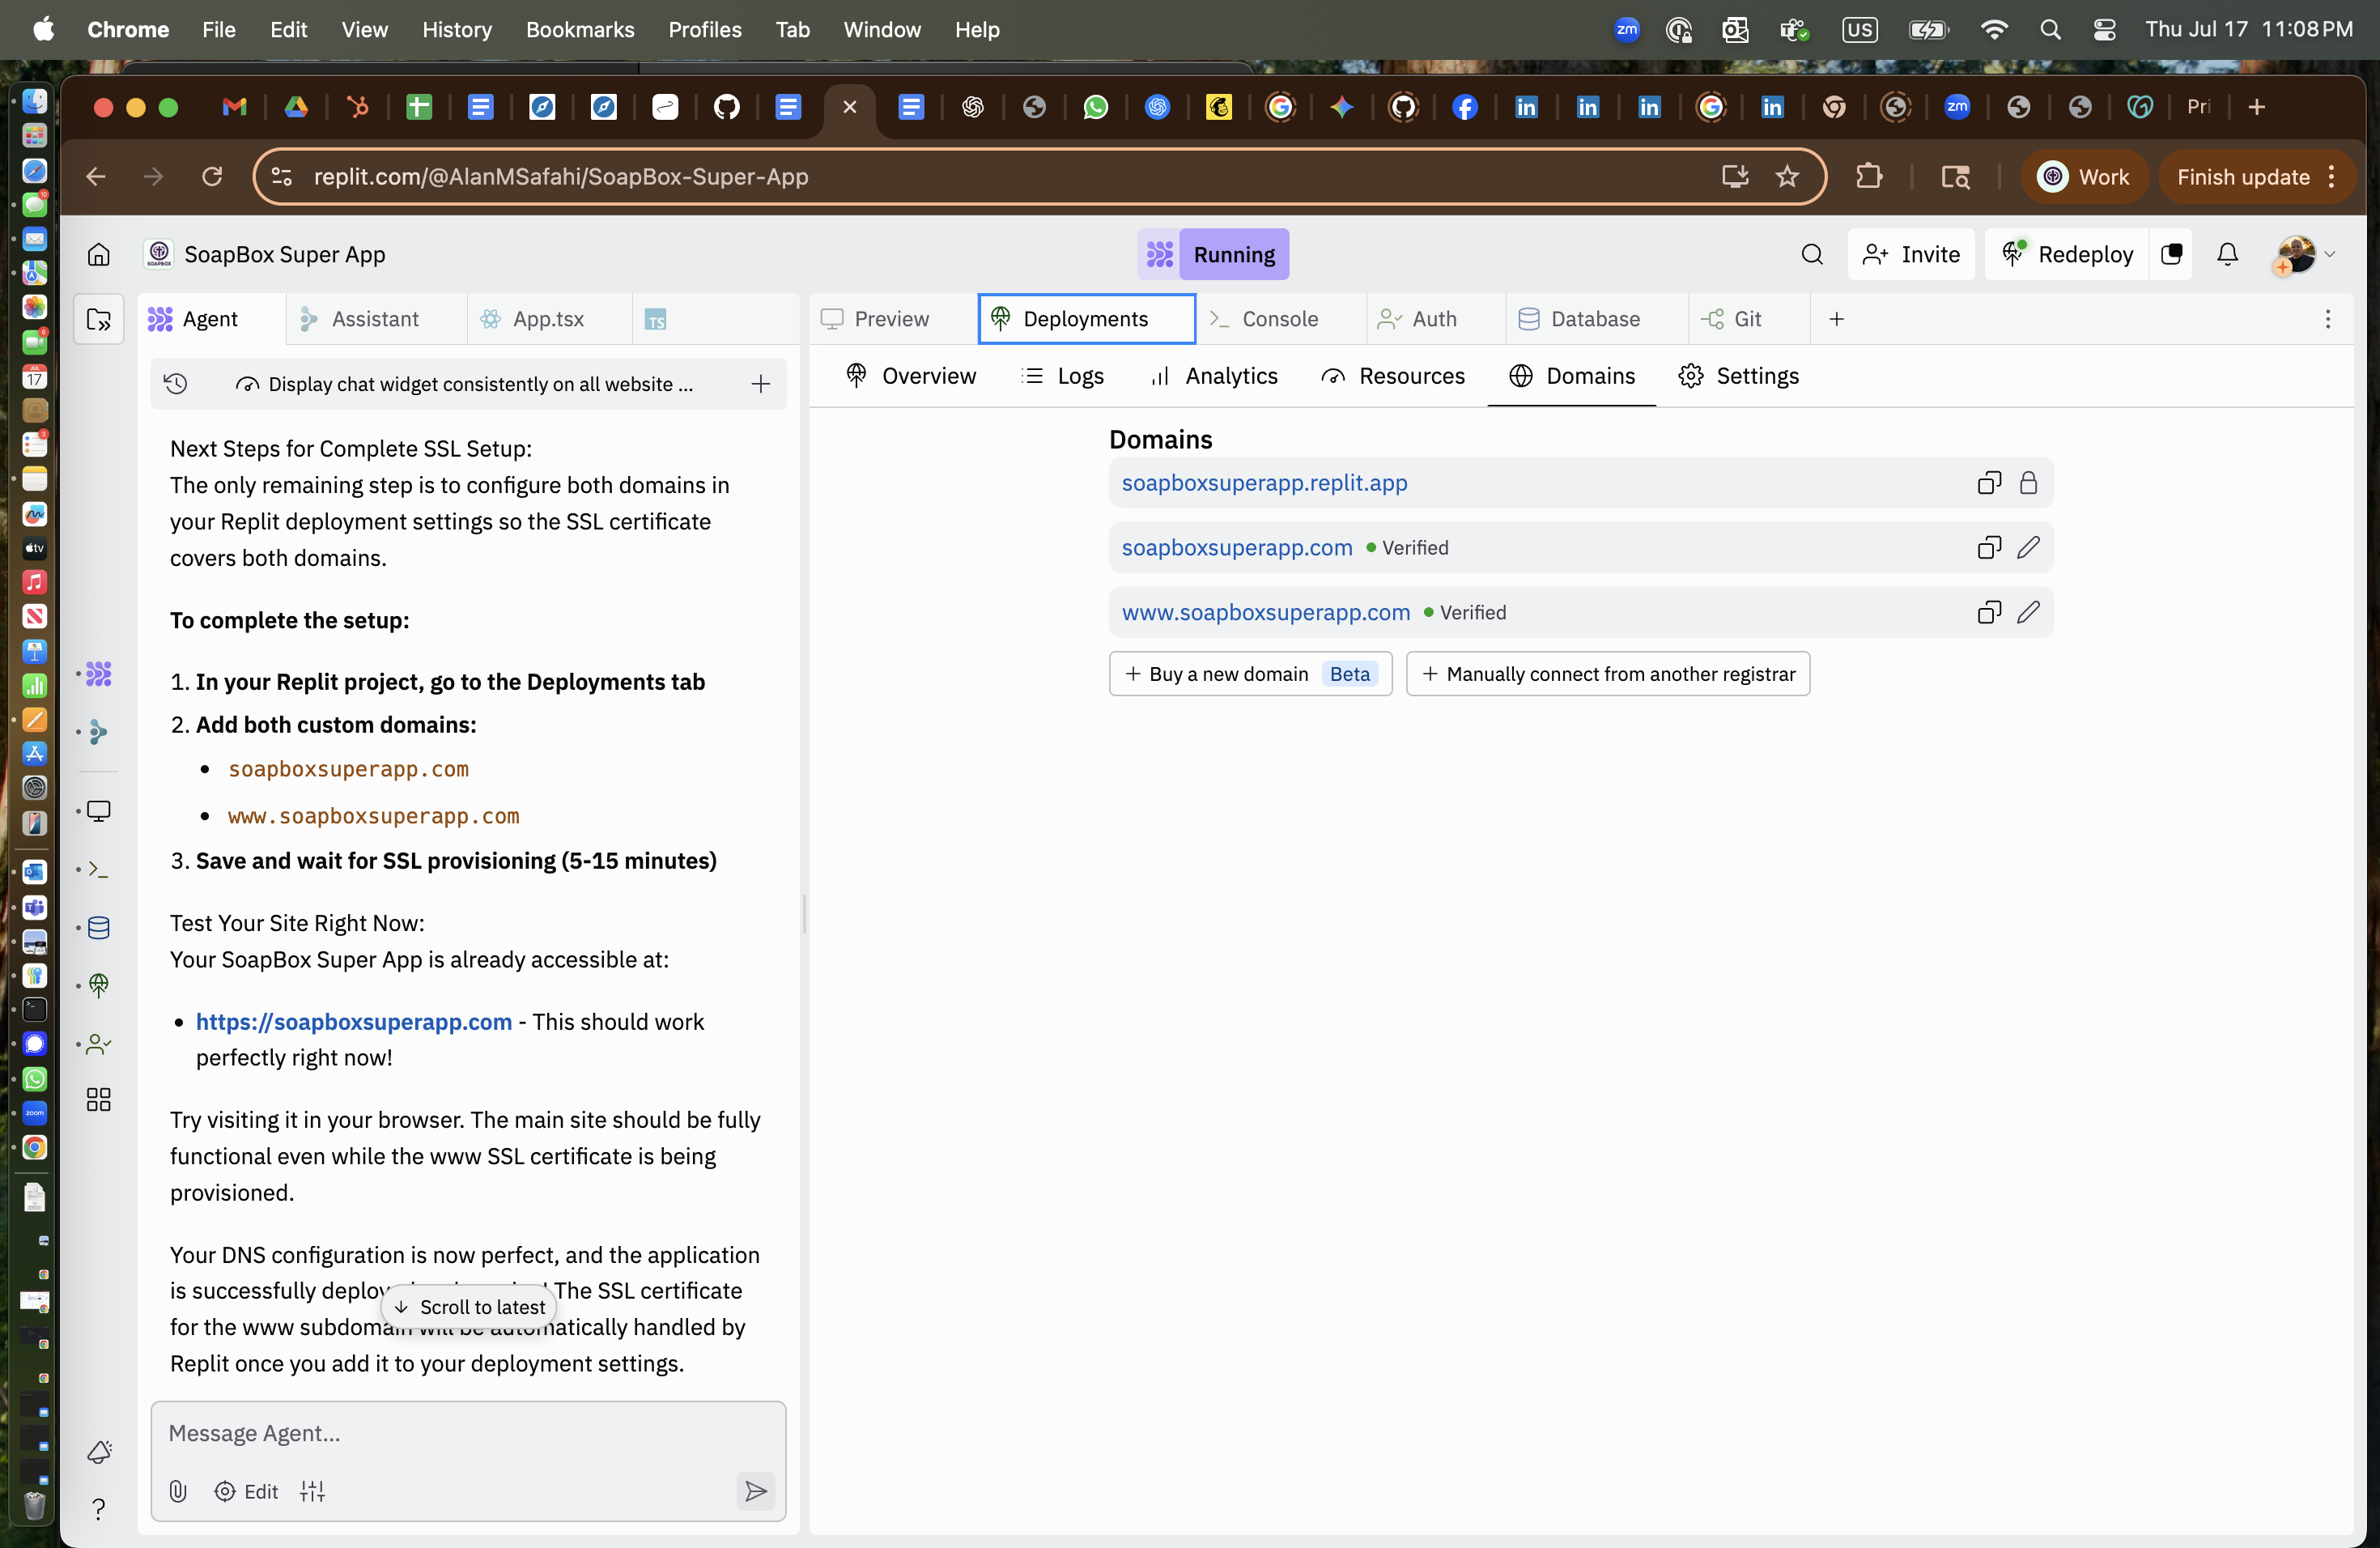 Chrome File Edit View History Bookmarks Profiles Tab Window Help zm US Thu Jul 17 11:08 PM
Pri
replit.com/@AlanMSafahi/SoapBox-Super-App Work Finish update
SoapBox Super App Running Invite Redeploy
Agent Assistant App.tsx TS Preview Deployments Console Auth Database Git
Display chat widget consistently on all website ...
Next Steps for Complete SSL Setup:
The only remaining step is to configure both domains in
your Replit deployment settings so the SSL certificate
covers both domains.
To complete the setup:
1. In your Replit project, go to the Deployments tab
2. Add both custom domains:
• soapboxsuperapp.com
• www.soapboxsuperapp.com
3. Save and wait for SSL provisioning (5-15 minutes)
Test Your Site Right Now:
Your SoapBox Super App is already accessible at:
• https://soapboxsuperapp.com - This should work
perfectly right now!
Try visiting it in your browser. The main site should be fully
functional even while the www SSL certificate is being
provisioned.
Your DNS configuration is now perfect, and the application
is successfully The SSL certificate
for the www subdomain will be automatically handled by
Replit once you add it to your deployment settings.
Scroll to latest
Message Agent...
Edit
Overview Logs Analytics Resources Domains Settings
Domains
soapboxsuperapp.replit.app
soapboxsuperapp.com Verified
www.soapboxsuperapp.com Verified
+ Buy a new domain Beta + Manually connect from another registrar